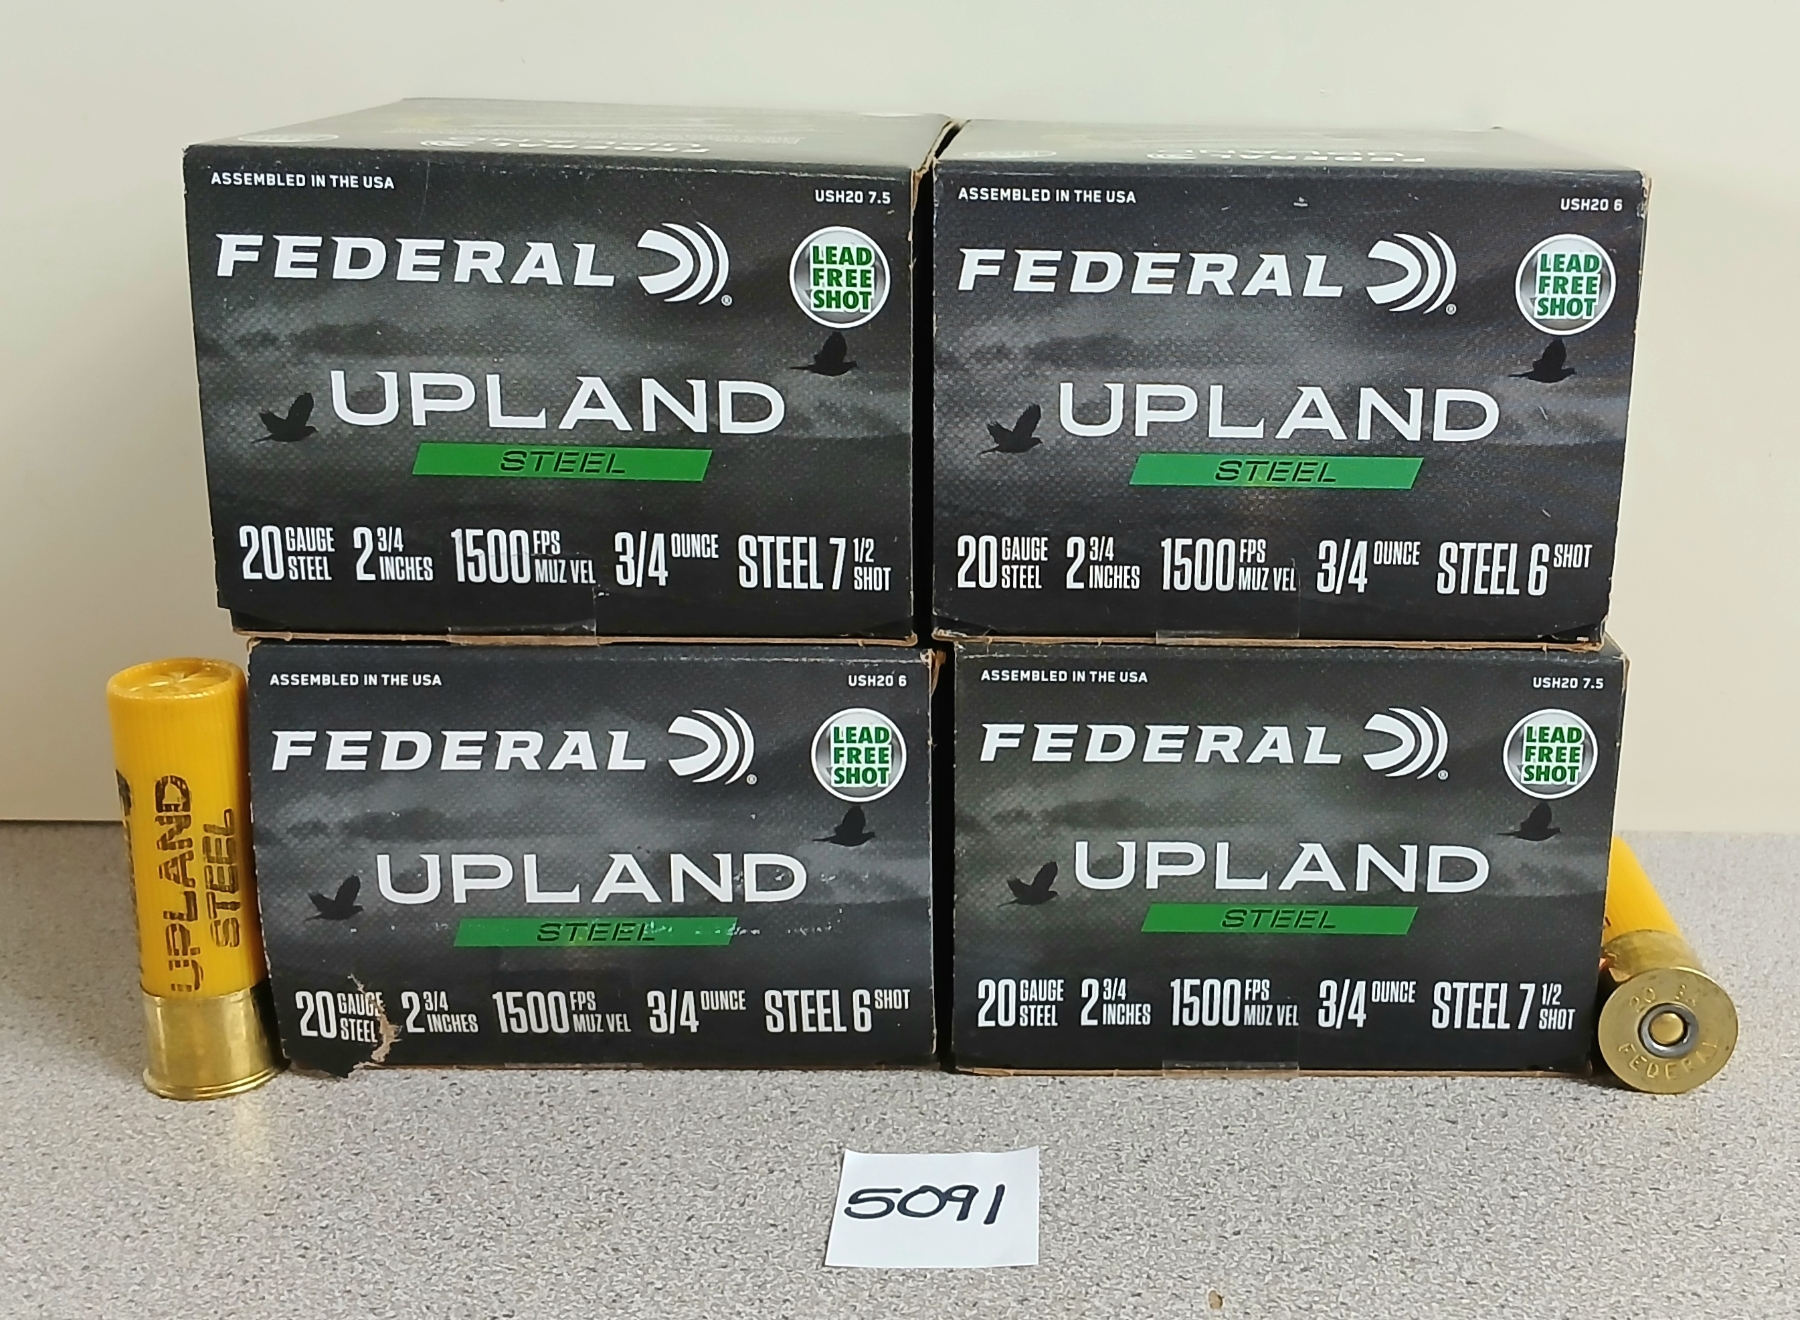 ASSEMBLED IN THE USA
USH20 7.5
FEDERAL ®
LEAD
FREE
SHOT
UPLAND
STEEL
20 GAUGE STEEL 2 3/4 INCHES 1500 FPS MUZ VEL 3/4 OUNCE STEEL 7 1/2 SHOT
ASSEMBLED IN THE USA
USH20 6
FEDERAL ®
LEAD
FREE
SHOT
UPLAND
STEEL
20 GAUGE STEEL 2 3/4 INCHES 1500 FPS MUZ VEL 3/4 OUNCE STEEL 6 SHOT
ASSEMBLED IN THE USA
USH20 6
FEDERAL ®
LEAD
FREE
SHOT
UPLAND
STEEL
20 GAUGE STEEL 2 3/4 INCHES 1500 FPS MUZ VEL 3/4 OUNCE STEEL 6 SHOT
ASSEMBLED IN THE USA
USH20 7.5
FEDERAL ®
LEAD
FREE
SHOT
UPLAND
STEEL
20 GAUGE STEEL 2 3/4 INCHES 1500 FPS MUZ VEL 3/4 OUNCE STEEL 7 1/2 SHOT
UPLAND
STEEL
20 GA
FEDERAL
5091